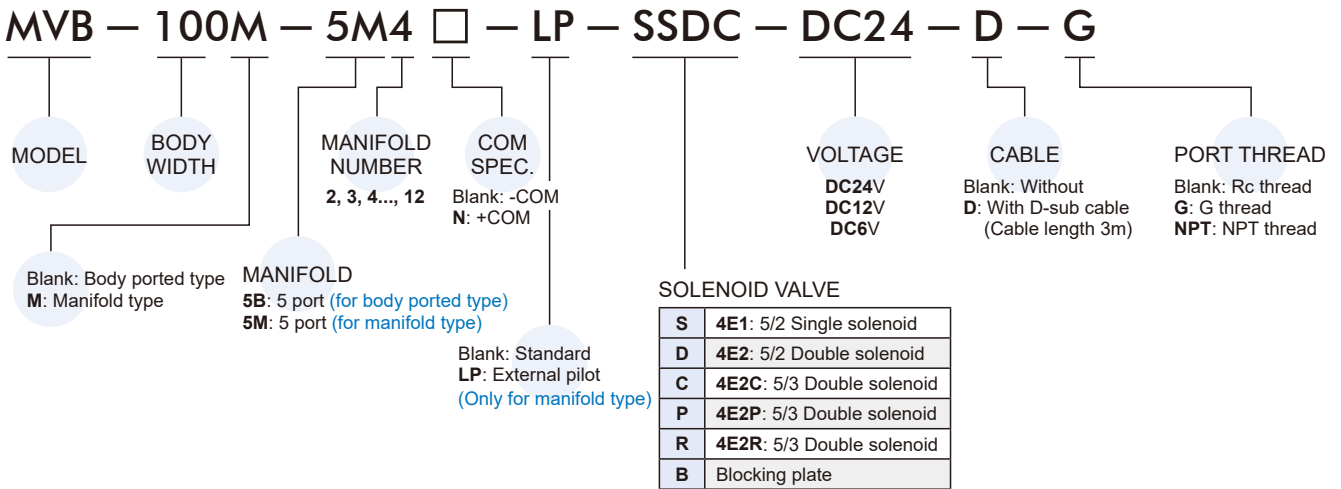 MVB — 100M — 5M4 □ — LP — SSDC — DC24 — D — G
MODEL
BODY
WIDTH
MANIFOLD
NUMBER
2, 3, 4..., 12
COM
SPEC.
Blank: -COM
N: +COM
VOLTAGE
DC24V
DC12V
DC6V
CABLE
Blank: Without
D: With D-sub cable
(Cable length 3m)
PORT THREAD
Blank: Rc thread
G: G thread
NPT: NPT thread
Blank: Body ported type
M: Manifold type
MANIFOLD
5B: 5 port (for body ported type)
5M: 5 port (for manifold type)
Blank: Standard
LP: External pilot
(Only for manifold type)
SOLENOID VALVE
S 4E1: 5/2 Single solenoid
D 4E2: 5/2 Double solenoid
C 4E2C: 5/3 Double solenoid
P 4E2P: 5/3 Double solenoid
R 4E2R: 5/3 Double solenoid
B Blocking plate